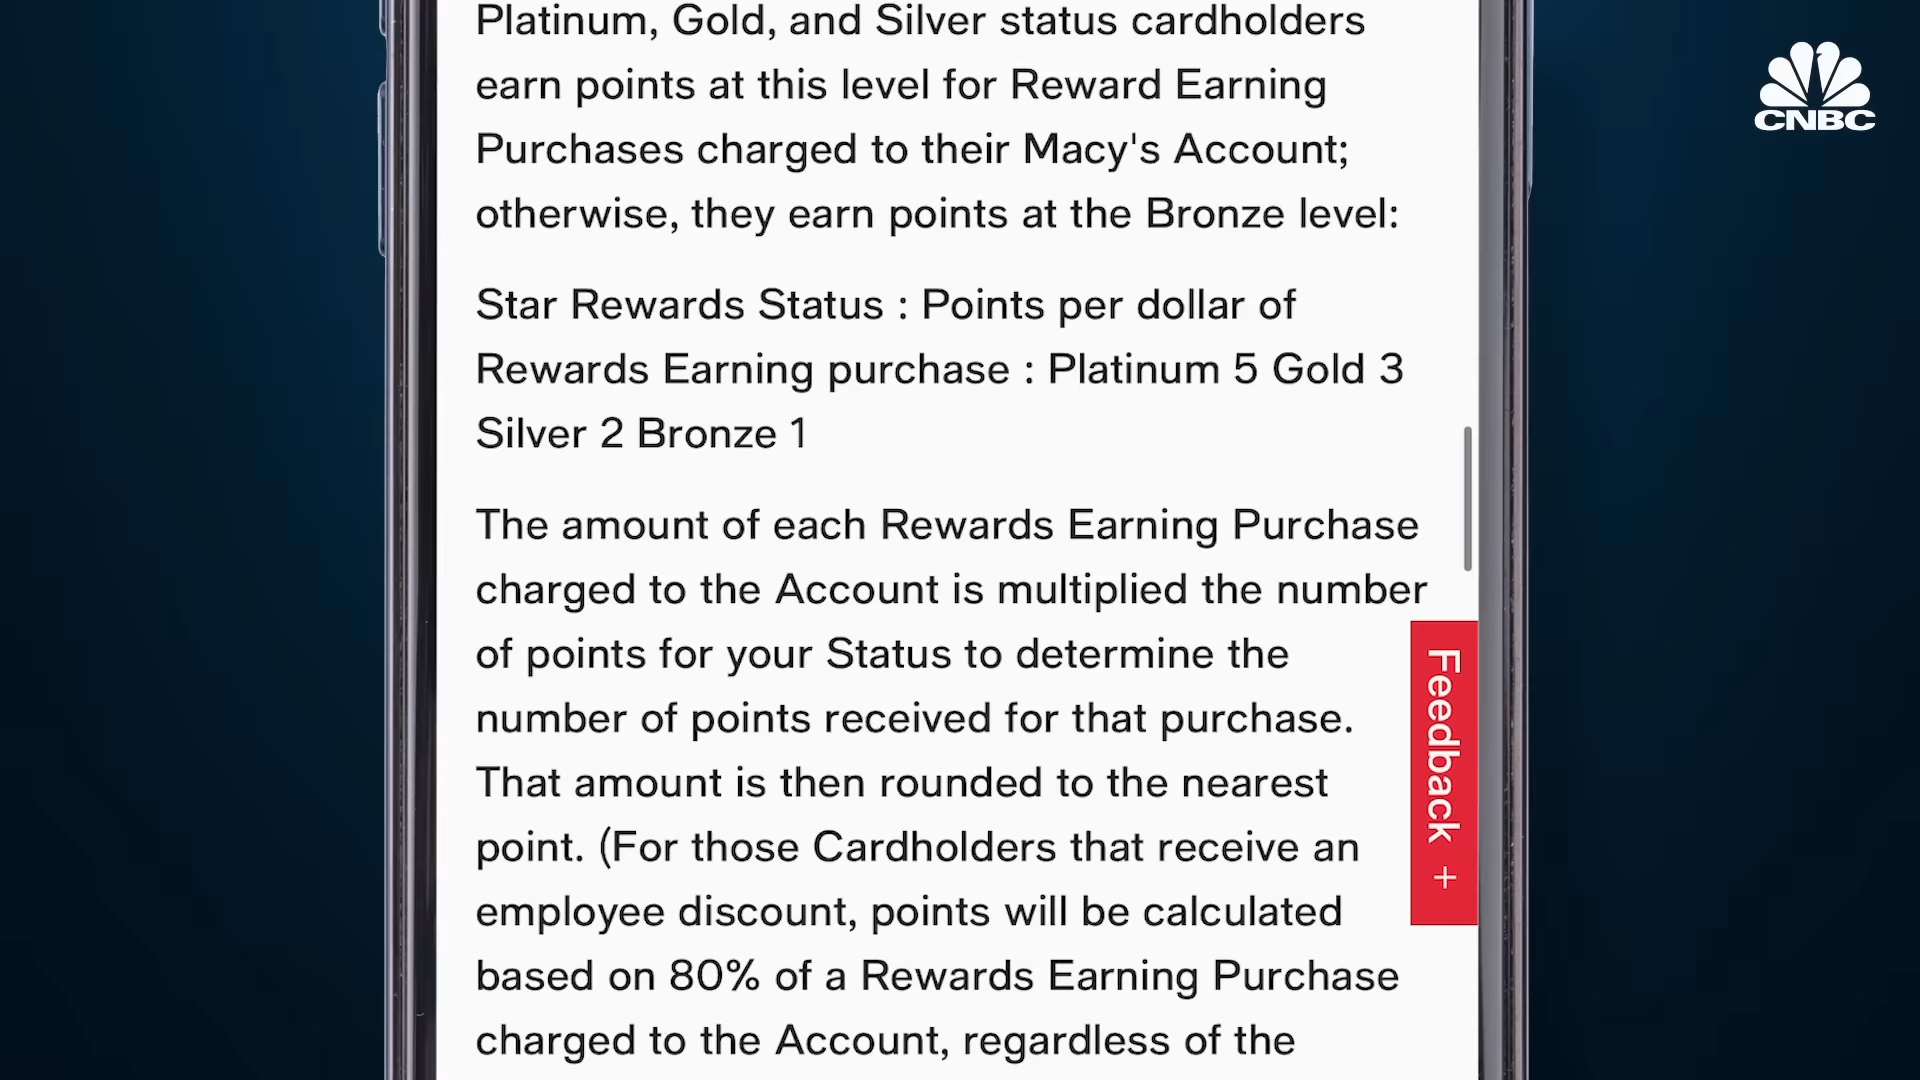 Platinum, Gold, and Silver status cardholders
earn points at this level for Reward Earning
Purchases charged to their Macy's Account;
otherwise, they earn points at the Bronze level:
Star Rewards Status : Points per dollar of
Rewards Earning purchase : Platinum 5 Gold 3
Silver 2 Bronze 1
The amount of each Rewards Earning Purchase
charged to the Account is multiplied the number
of points for your Status to determine the
number of points received for that purchase.
That amount is then rounded to the nearest
point. (For those Cardholders that receive an
employee discount, points will be calculated
based on 80% of a Rewards Earning Purchase
charged to the Account, regardless of the
Feedback +
CNBC